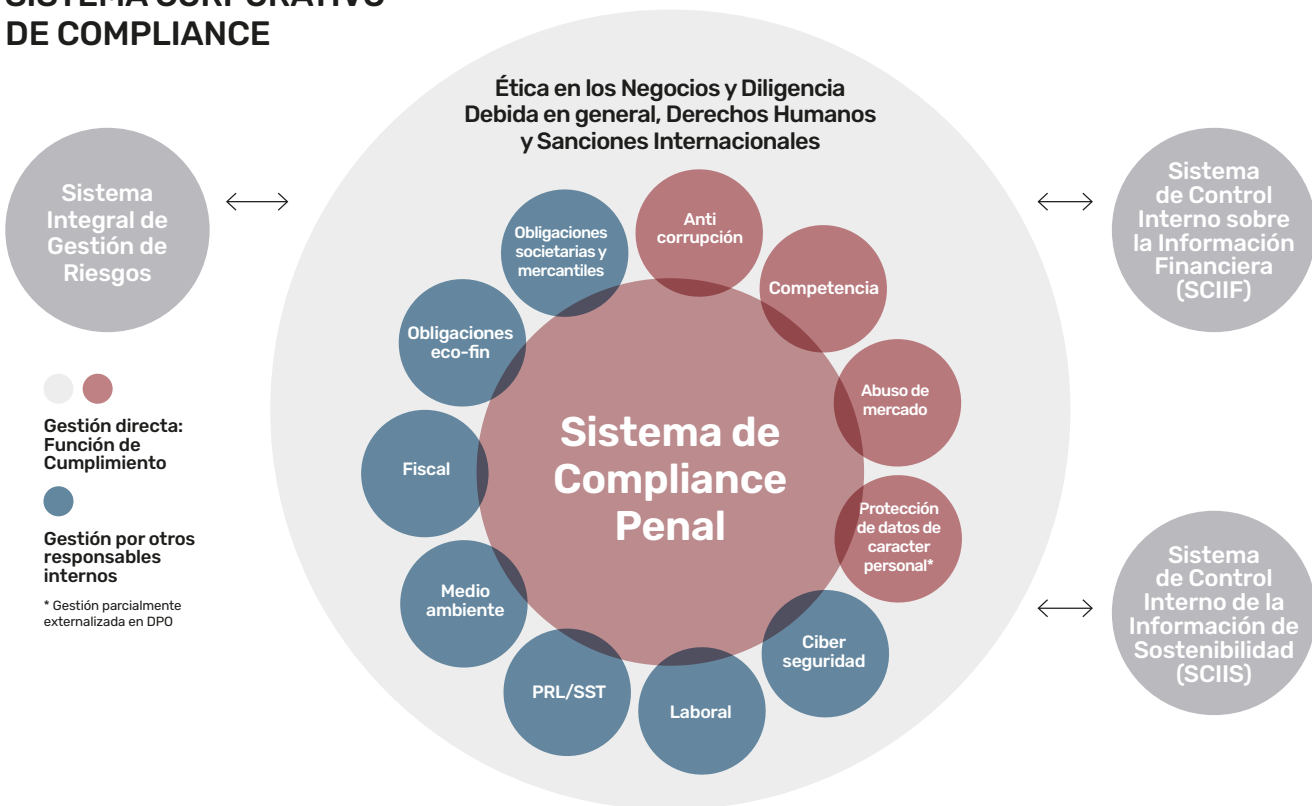 SISTEMA CORPORATIVO
DE COMPLIANCE
Ética en los Negocios y Diligencia
Debida en general, Derechos Humanos
y Sanciones Internacionales
Sistema
Integral de
Gestión de
Riesgos
Sistema
de Control
Interno sobre
la Información
Financiera
(SCIIF)
Obligaciones
societarias y
mercantiles
Anti
corrupción
Competencia
Obligaciones
eco-fin
Abuso de
mercado
Gestión directa:
Función de
Cumplimiento
Sistema de
Compliance
Penal
Fiscal
Protección
de datos de
caracter
personal*
Gestión por otros
responsables
internos
* Gestión parcialmente
externalizada en DPO
Medio
ambiente
Ciber
seguridad
PRL/SST
Laboral
Sistema
de Control
Interno de la
Información de
Sostenibilidad
(SCIIS)